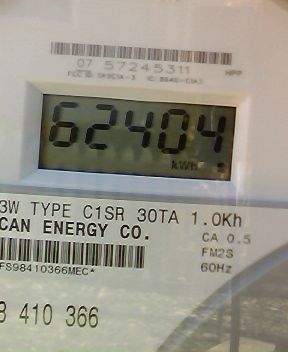 07 57245311
HPP
62404
kWh
3W TYPE C1SR 30TA 1.0Kh
CAN ENERGY CO.
CA 0.5
FM2S
60Hz
FS98410366MEC*
410 366